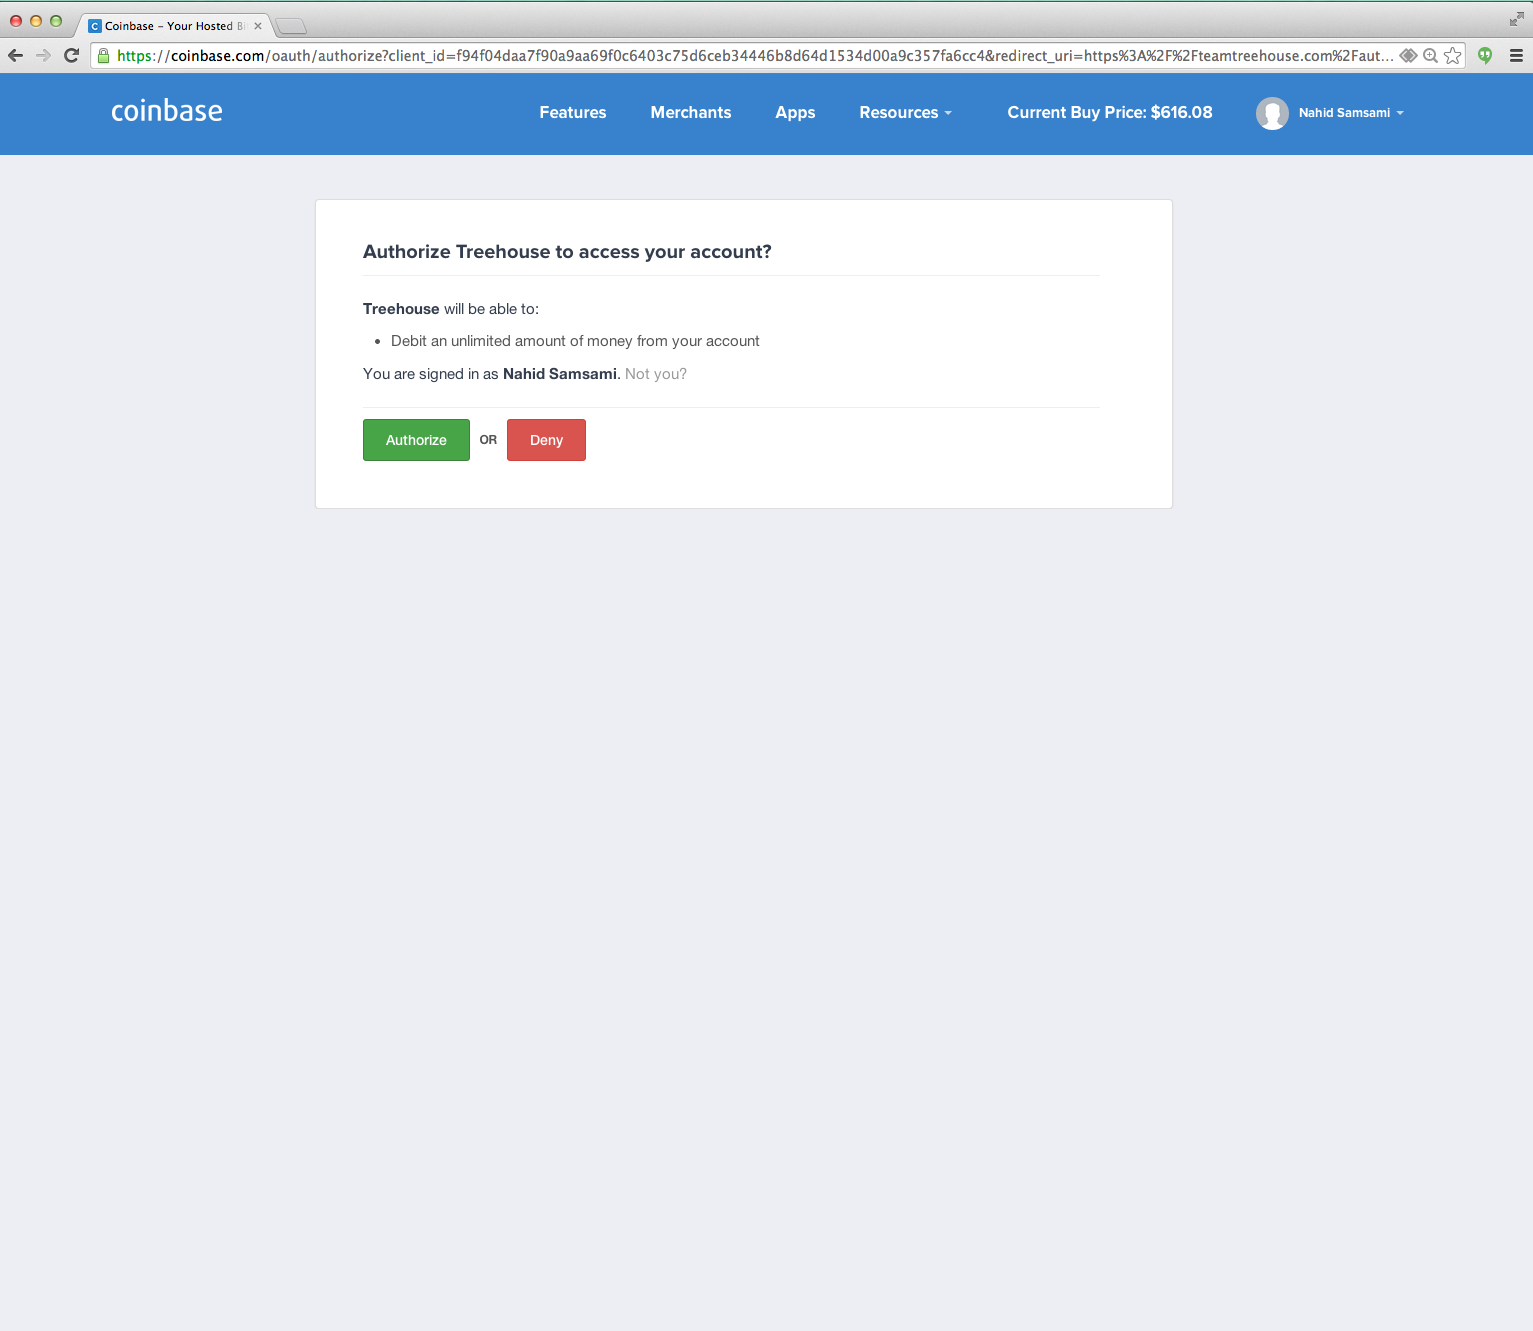 Coinbase – Your Hosted Bi
https://coinbase.com/oauth/authorize?client_id=f94f04daa7f90a9aa69f0c6403c75d6ceb34446b8d64d1534d00a9c357fa6cc4&redirect_uri=https%3A%2F%2Fteamtreehouse.com%2Faut...
coinbase Features Merchants Apps Resources Current Buy Price: $616.08 Nahid Samsami
Authorize Treehouse to access your account?
Treehouse will be able to:
• Debit an unlimited amount of money from your account
You are signed in as Nahid Samsami. Not you?
Authorize OR Deny